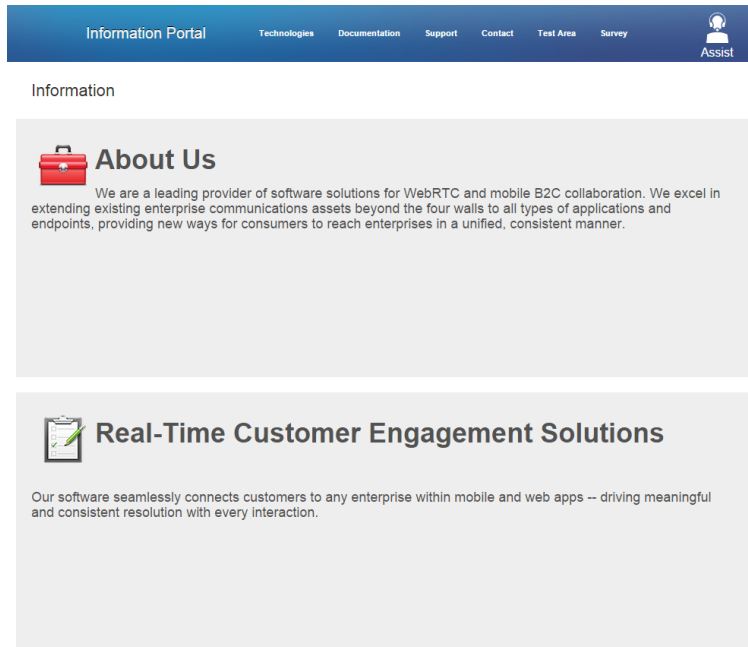 Information Portal Technologies Documentation Support Contact Test Area Survey
Assist
Information
About Us
We are a leading provider of software solutions for WebRTC and mobile B2C collaboration. We excel in
extending existing enterprise communications assets beyond the four walls to all types of applications and
endpoints, providing new ways for consumers to reach enterprises in a unified, consistent manner.
Real-Time Customer Engagement Solutions
Our software seamlessly connects customers to any enterprise within mobile and web apps -- driving meaningful
and consistent resolution with every interaction.